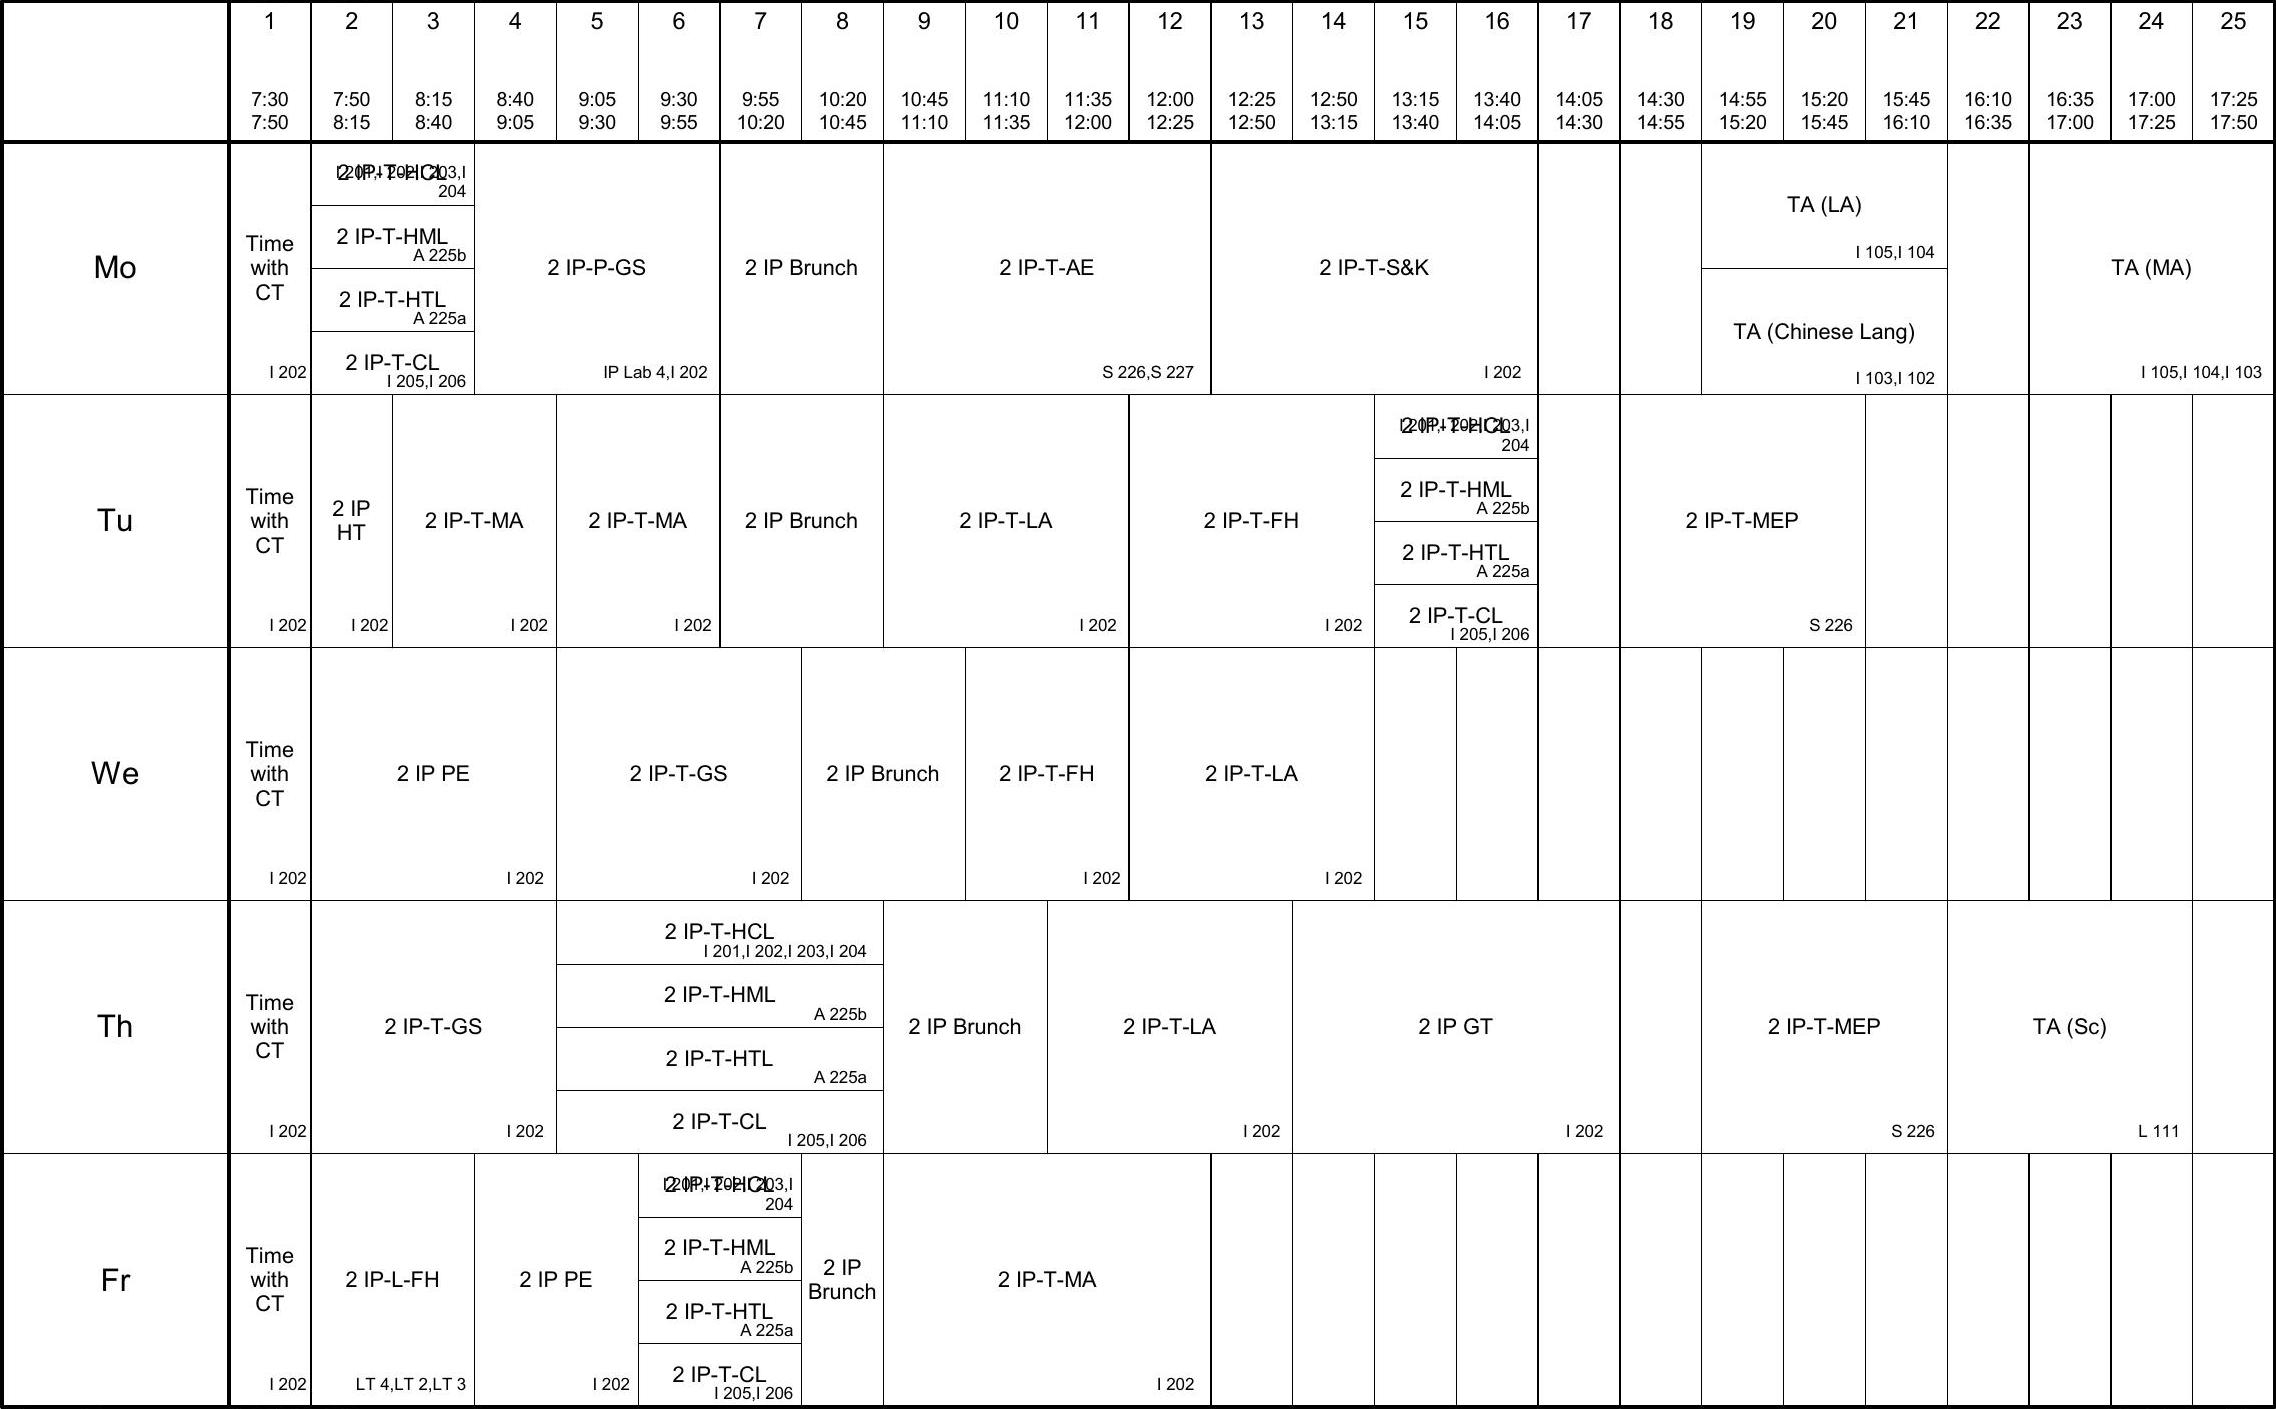 1 2 3 4 5 6 7 8 9 10 11 12 13 14 15 16 17 18 19 20 21 22 23 24 25
7:30 7:50 8:15 8:40 9:05 9:30 9:55 10:20 10:45 11:10 11:35 12:00 12:25 12:50 13:15 13:40 14:05 14:30 14:55 15:20 15:45 16:10 16:35 17:00 17:25
7:50 8:15 8:40 9:05 9:30 9:55 10:20 10:45 11:10 11:35 12:00 12:25 12:50 13:15 13:40 14:05 14:30 14:55 15:20 15:45 16:10 16:35 17:00 17:25 17:50
Mo
Time
with
CT
I 202
2 IP-T-HCL
I 201,I 202,I 203,I
204
2 IP-T-HML
A 225b
2 IP-T-HTL
A 225a
2 IP-T-CL
I 205,I 206
2 IP-P-GS
IP Lab 4,I 202
2 IP Brunch
2 IP-T-AE
S 226,S 227
2 IP-T-S&K
I 202
TA (LA)
I 105,I 104
TA (Chinese Lang)
I 103,I 102
TA (MA)
I 105,I 104,I 103
Tu
Time
with
CT
I 202
2 IP
HT
I 202
2 IP-T-MA
I 202
2 IP-T-MA
I 202
2 IP Brunch
2 IP-T-LA
I 202
2 IP-T-FH
I 202
2 IP-T-HCL
I 201,I 202,I 203,I
204
2 IP-T-HML
A 225b
2 IP-T-HTL
A 225a
2 IP-T-CL
I 205,I 206
2 IP-T-MEP
S 226
We
Time
with
CT
I 202
2 IP PE
I 202
2 IP-T-GS
I 202
2 IP Brunch
2 IP-T-FH
I 202
2 IP-T-LA
I 202
Th
Time
with
CT
I 202
2 IP-T-GS
I 202
2 IP-T-HCL
I 201,I 202,I 203,I 204
2 IP-T-HML
A 225b
2 IP-T-HTL
A 225a
2 IP-T-CL
I 205,I 206
2 IP Brunch
2 IP-T-LA
I 202
2 IP GT
I 202
2 IP-T-MEP
S 226
TA (Sc)
L 111
Fr
Time
with
CT
I 202
2 IP-L-FH
LT 4,LT 2,LT 3
2 IP PE
I 202
2 IP-T-HCL
I 201,I 202,I 203,I
204
2 IP-T-HML
A 225b
2 IP-T-HTL
A 225a
2 IP-T-CL
I 205,I 206
2 IP
Brunch
2 IP-T-MA
I 202